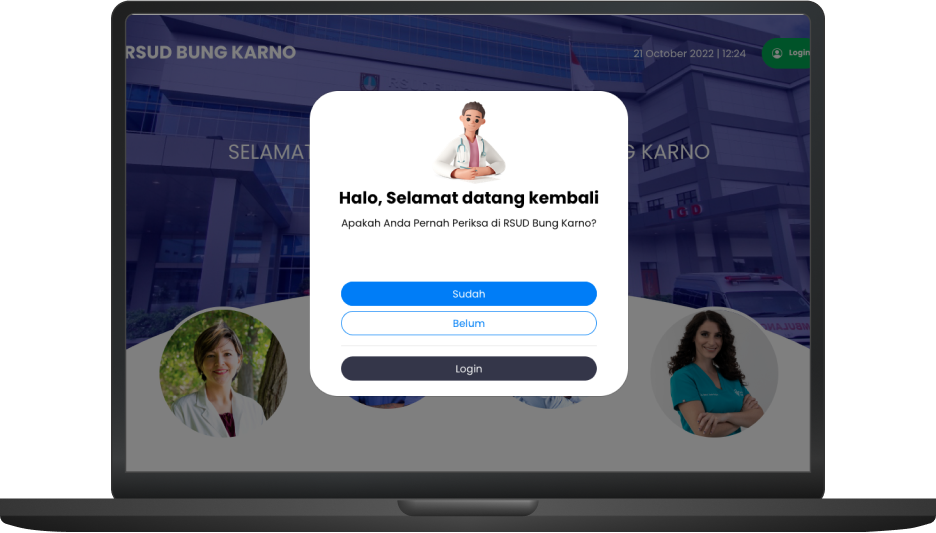 RSUD BUNG KARNO
21 October 2022 | 12:24
Login
SELAMAT
KARNO
Halo, Selamat datang kembali
Apakah Anda Pernah Periksa di RSUD Bung Karno?
IGD
Sudah
Belum
Login